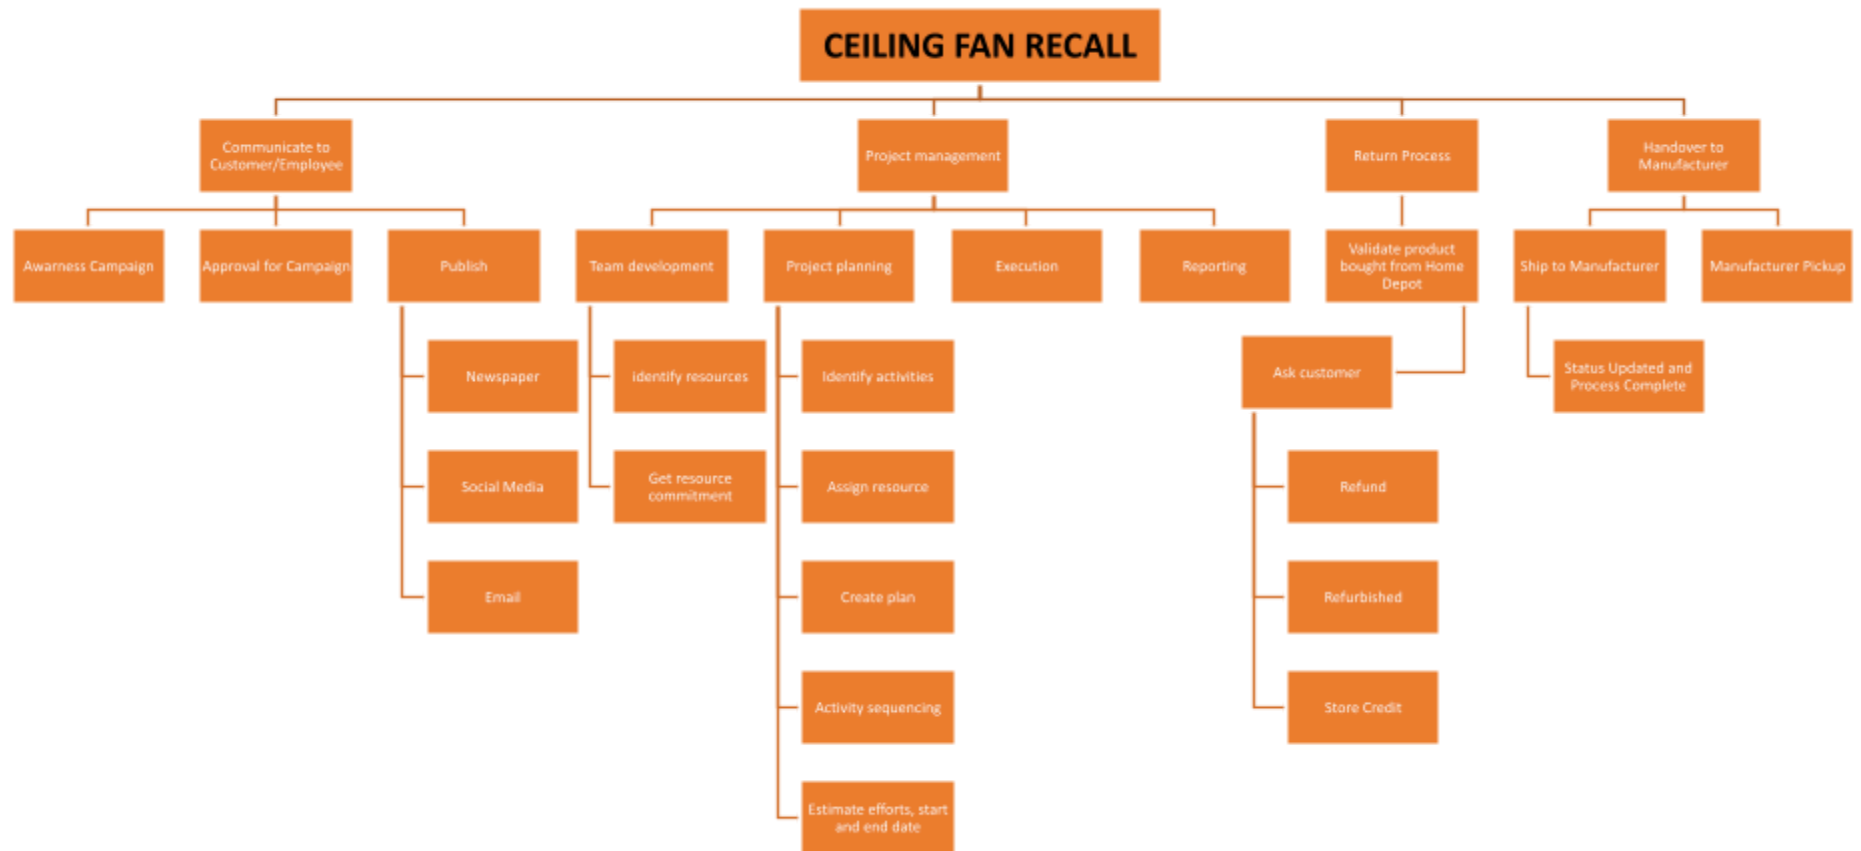 CEILING FAN RECALL
Communicate to
Customer/Employee
Project management
Return Process
Handover to
Manufacturer
Awarness Campaign
Approval for Campaign
Publish
Team development
Project planning
Execution
Reporting
Validate product
bought from Home
Depot
Ship to Manufacturer
Manufacturer Pickup
Newspaper
identify resources
Identify activities
Ask customer
Status Updated and
Process Complete
Social Media
Get resource
commitment
Assign resource
Refund
Email
Create plan
Refurbished
Activity sequencing
Store Credit
Estimate efforts, start
and end date